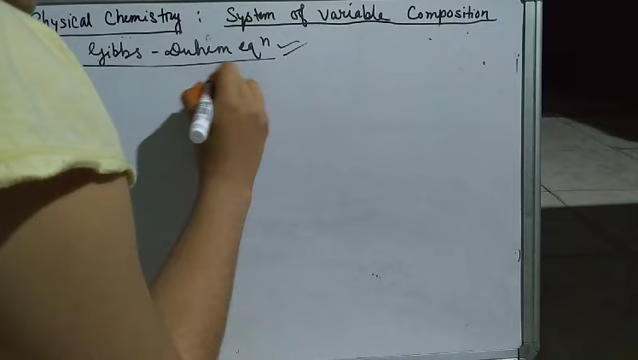 Physical Chemistry : System of Variable Composition
Gibbs - Duhem eqⁿ